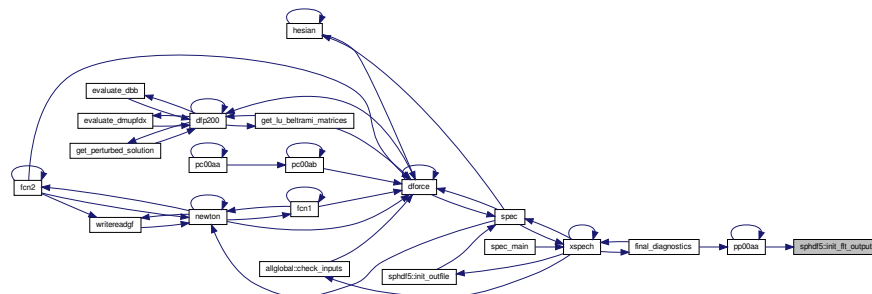 hesian
evaluate_dbb
evaluate_dmupfdx
dfp200
get_lu_beltrami_matrices
get_perturbed_solution
pc00aa
pc00ab
fcn2
dforce
newton
fcn1
writereadgf
spec
spec_main
xspech
final_diagnostics
pp00aa
sphdf5::init_flt_output
allglobal::check_inputs
sphdf5::init_outfile